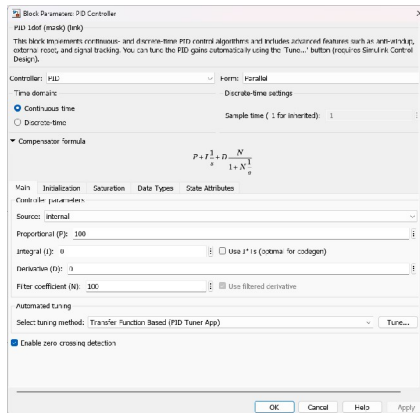 Block Parameters: PID Controller
PID 1dof (mask) (link)
This block implements continuous- and discrete-time PID control algorithms and includes advanced features such as anti-windup,
external reset, and signal tracking. You can tune the PID gains automatically using the 'Tune...' button (requires Simulink Control
Design).
Controller: PID Form: Parallel
Time domain: Discrete-time settings
Continuous time
Discrete-time
Sample time (-1 for inherited): 1
Compensator formula
P + I 1/s + D N/(1 + N 1/s)
Main Initialization Saturation Data Types State Attributes
Controller parameters
Source: internal
Proportional (P): 100
Integral (I): 0 Use I*Ts (optimal for codegen)
Derivative (D): 0
Filter coefficient (N): 100 Use filtered derivative
Automated tuning
Select tuning method: Transfer Function Based (PID Tuner App) Tune...
Enable zero-crossing detection
OK Cancel Help Apply